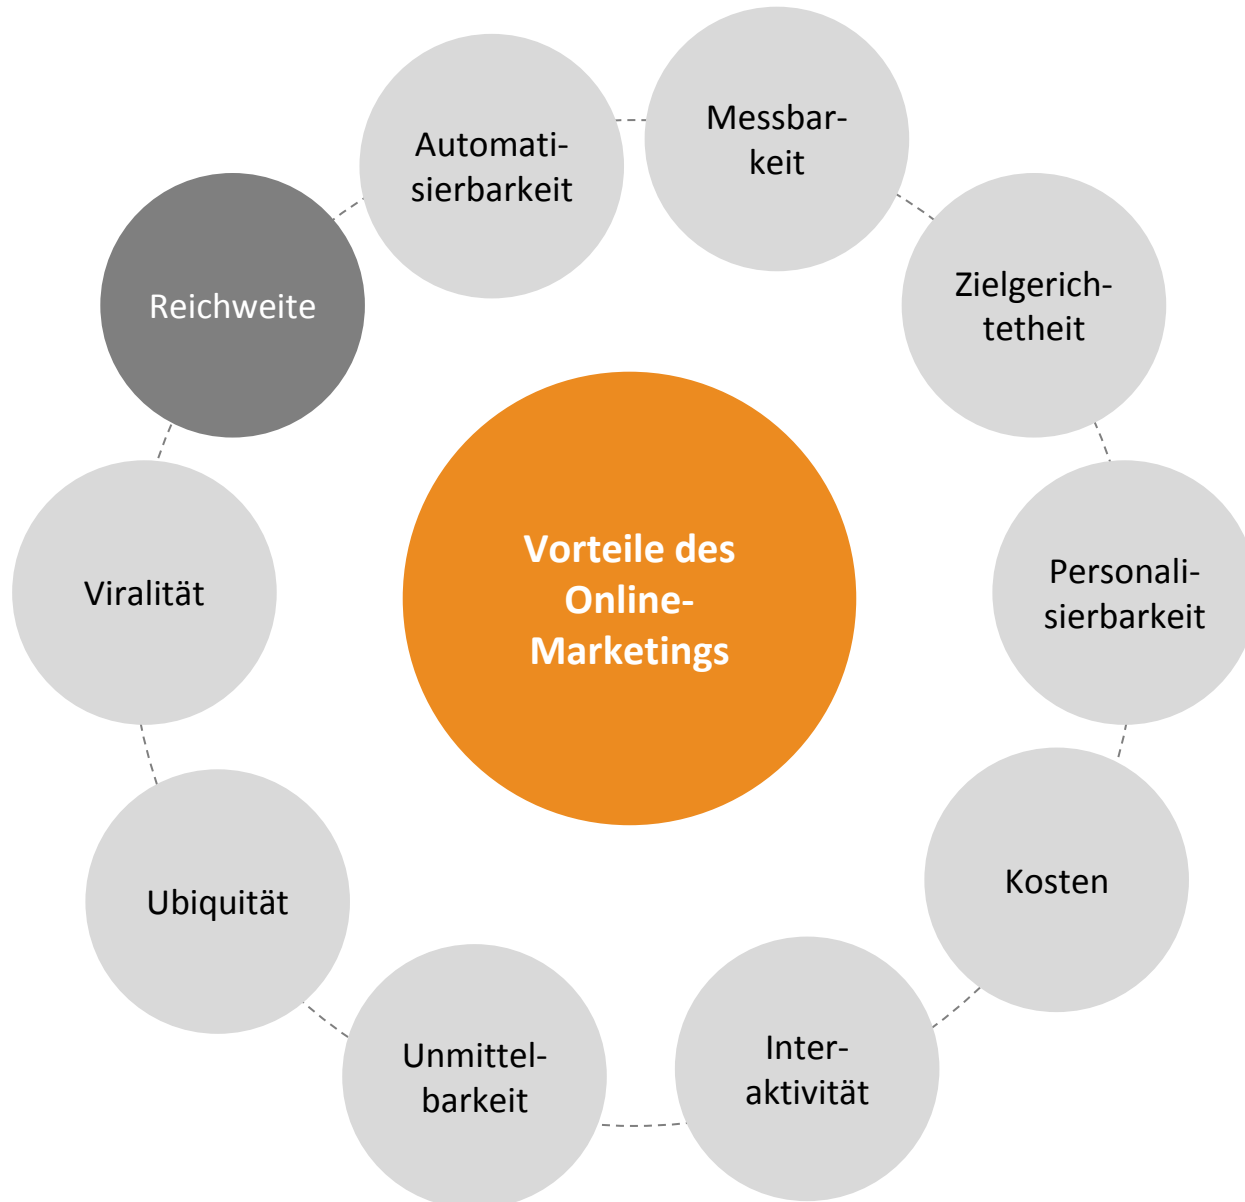 Messbar-
keit
Automati-
sierbarkeit
Zielgerich-
tetheit
Reichweite
Vorteile des
Online-
Marketings
Personali-
sierbarkeit
Viralität
Kosten
Ubiquität
Inter-
aktivität
Unmittel-
barkeit